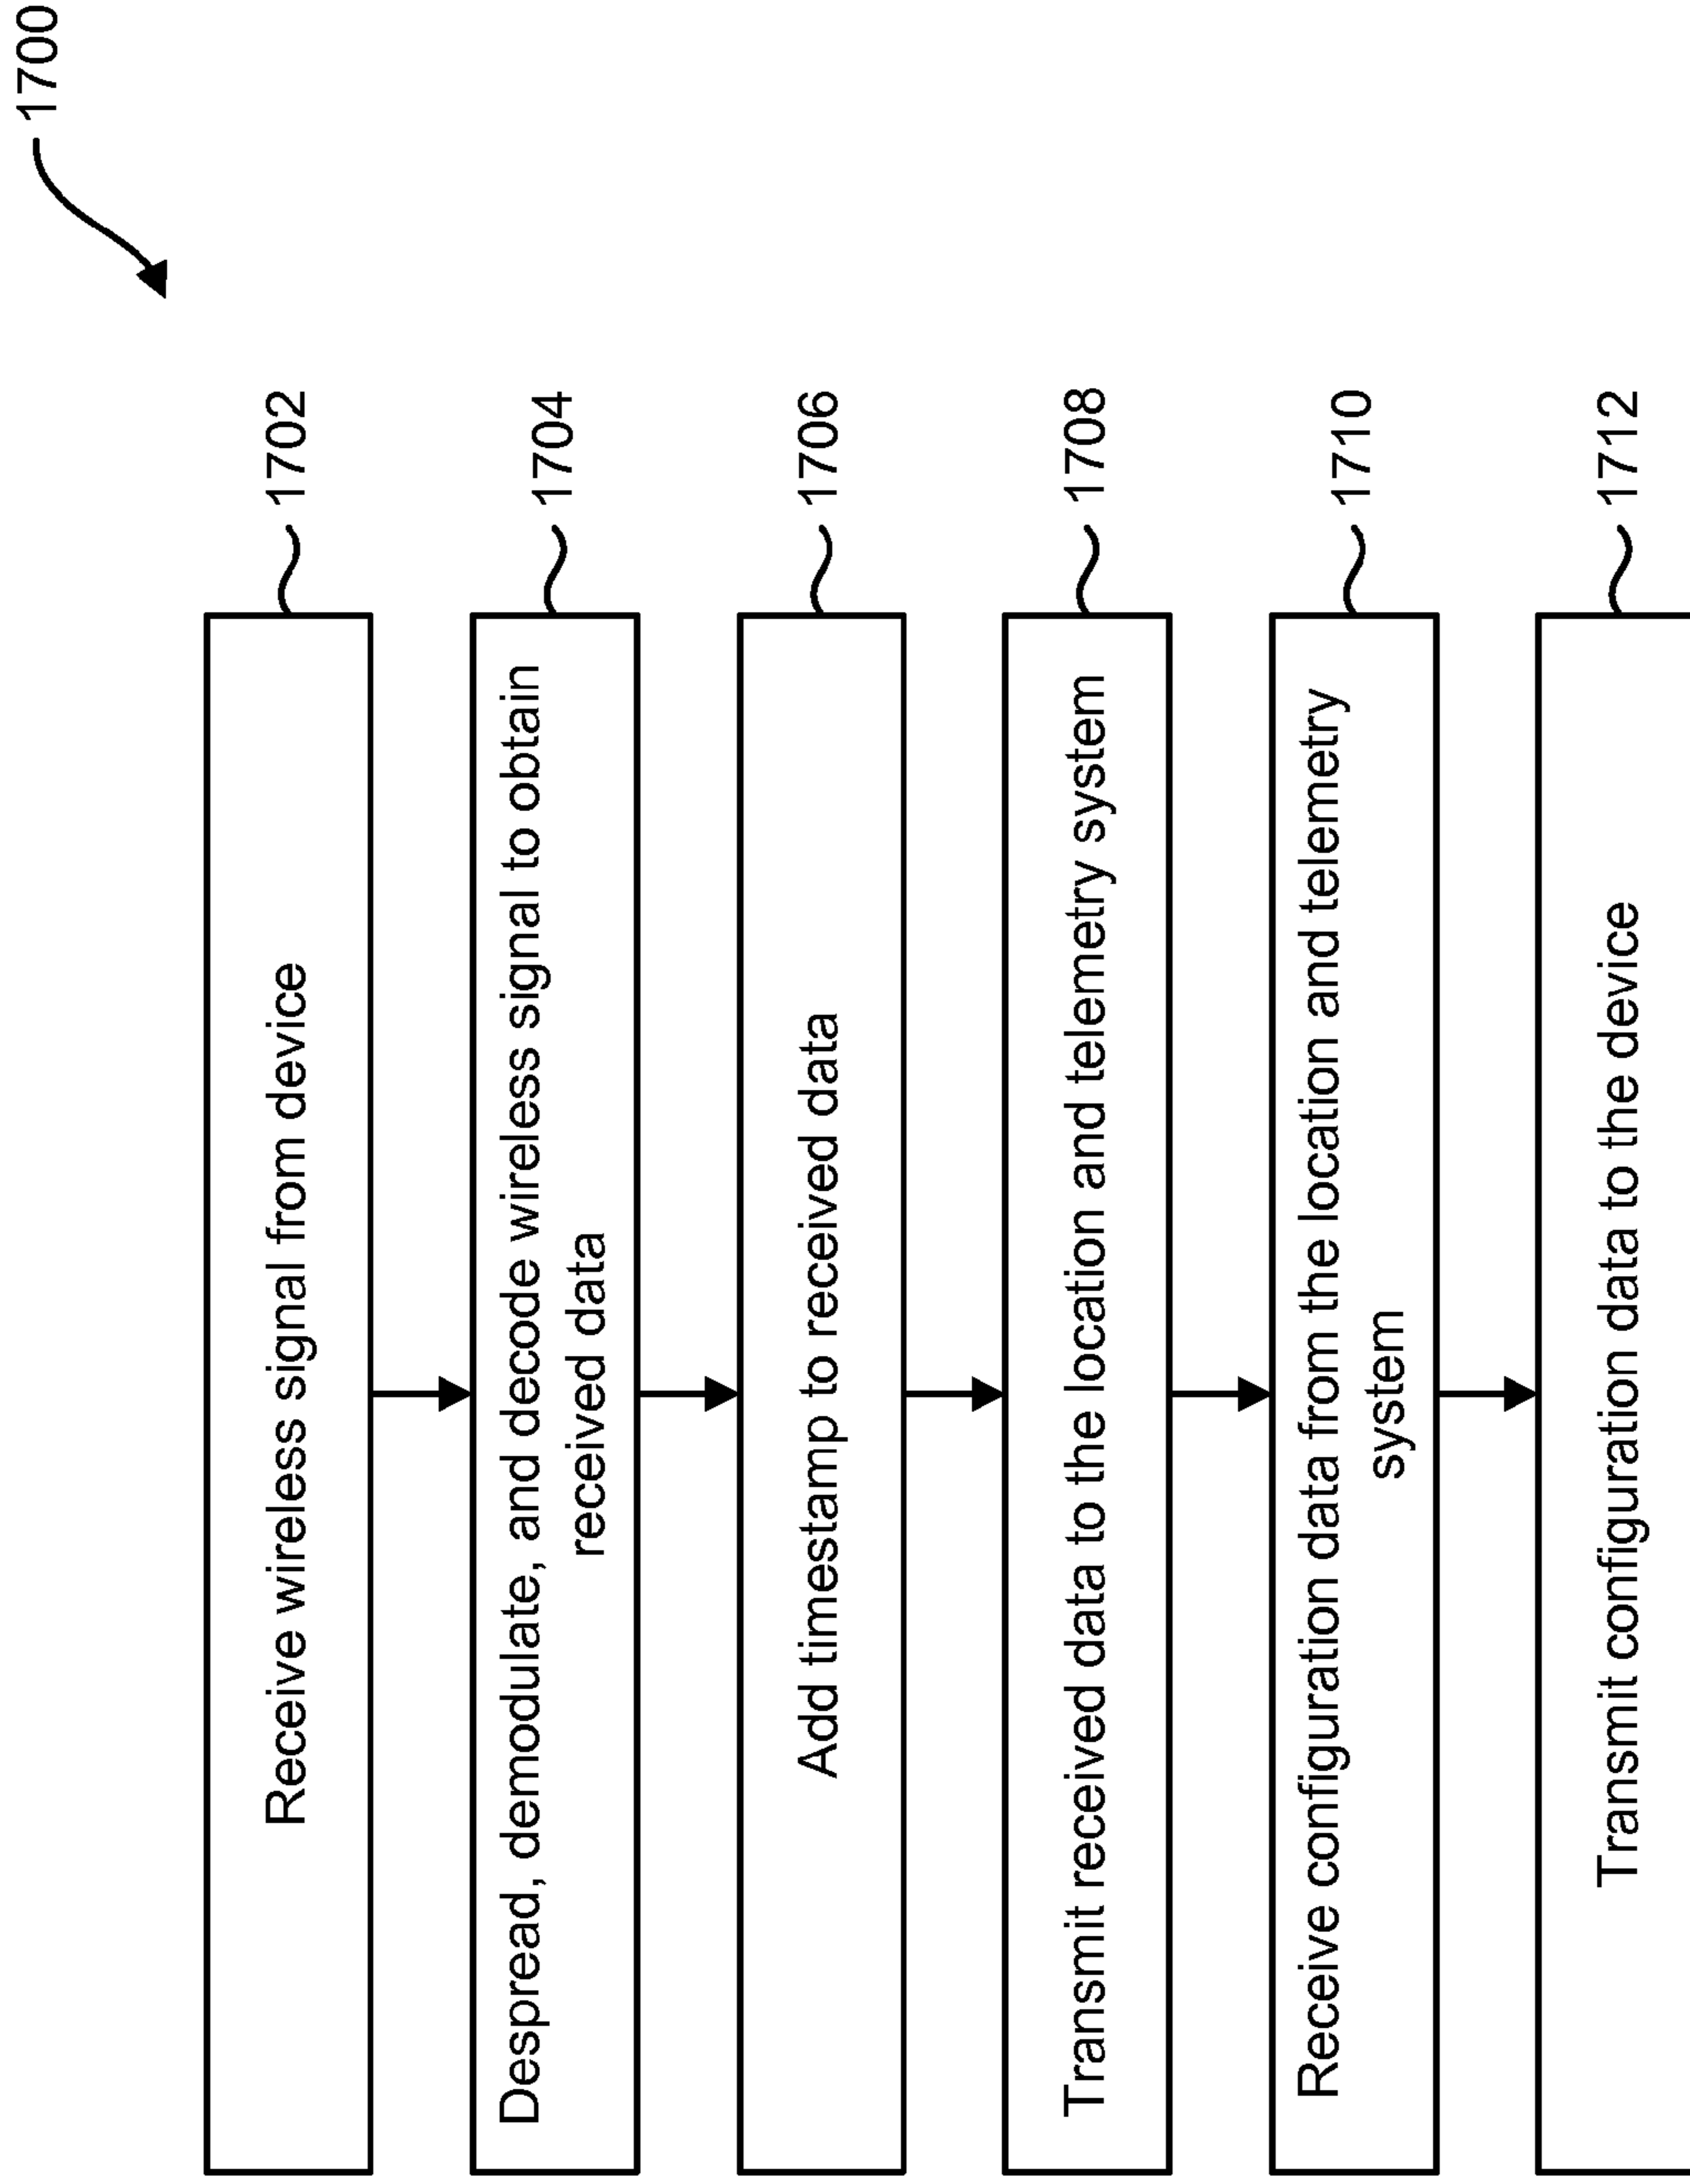 1700
Receive wireless signal from device
1702
Despread, demodulate, and decode wireless signal to obtain
received data
1704
Add timestamp to received data
1706
Transmit received data to the location and telemetry system
1708
Receive configuration data from the location and telemetry
system
1710
Transmit configuration data to the device
1712